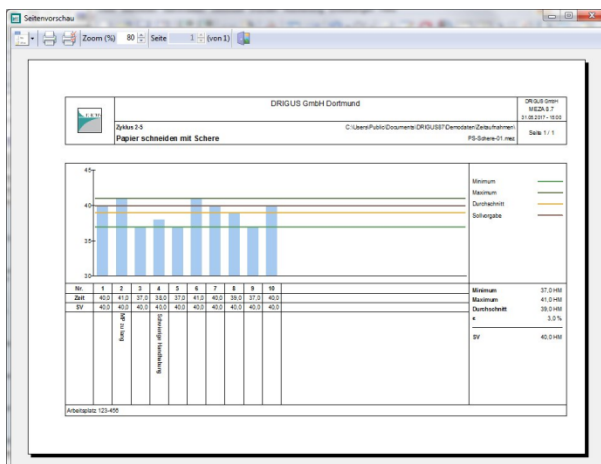 Seitenvorschau
Zoom (%) 80 Seite 1 (von 1)
DRIGUS GmbH Dortmund
DRIGUS GmbH
MEZA 8.7
Zyklus 2-5
C:\Users\Public\Documents\DRIGUS87\Demodaten\Zeitaufnahmen\
Seite 1 / 1
Papier schneiden mit Schere
PS-Schere-01.mez
45
40
35
30
Minimum
Maximum
Durchschnitt
Sollvorgabe
Nr. 1 2 3 4 5 6 7 8 9 10
Zeit 40,0 41,0 37,0 38,0 37,0 41,0 40,0 39,0 37,0 40,0
SV 40,0 40,0 40,0 40,0 40,0 40,0 40,0 40,0 40,0 40,0
MP zu lang
Schwierige Handhabung
Minimum 37,0 HM
Maximum 41,0 HM
Durchschnitt 39,0 HM
3,0 %
SV 40,0 HM
Arbeitsplatz 123-456